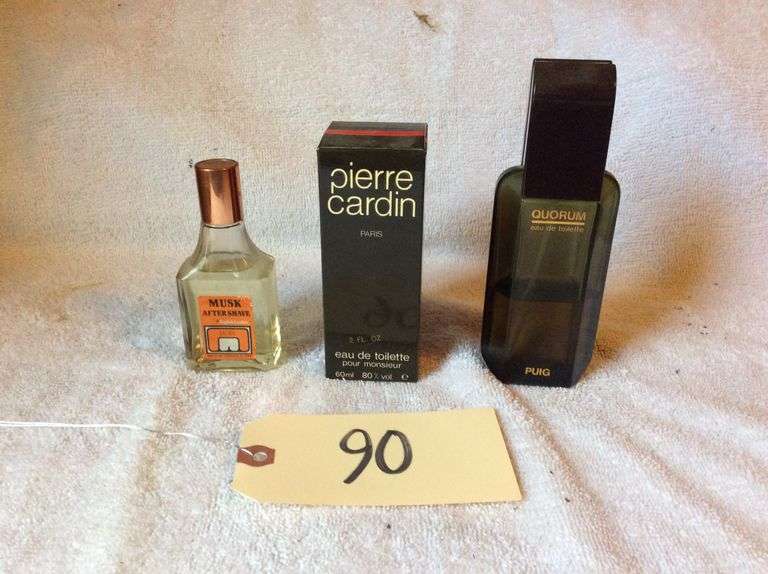 MUSK
AFTER SHAVE
pierre
cardin
PARIS
2 FL. OZ
eau de toilette
pour monsieur
60ml 80% vol e
QUORUM
eau de toilette
PUIG
90